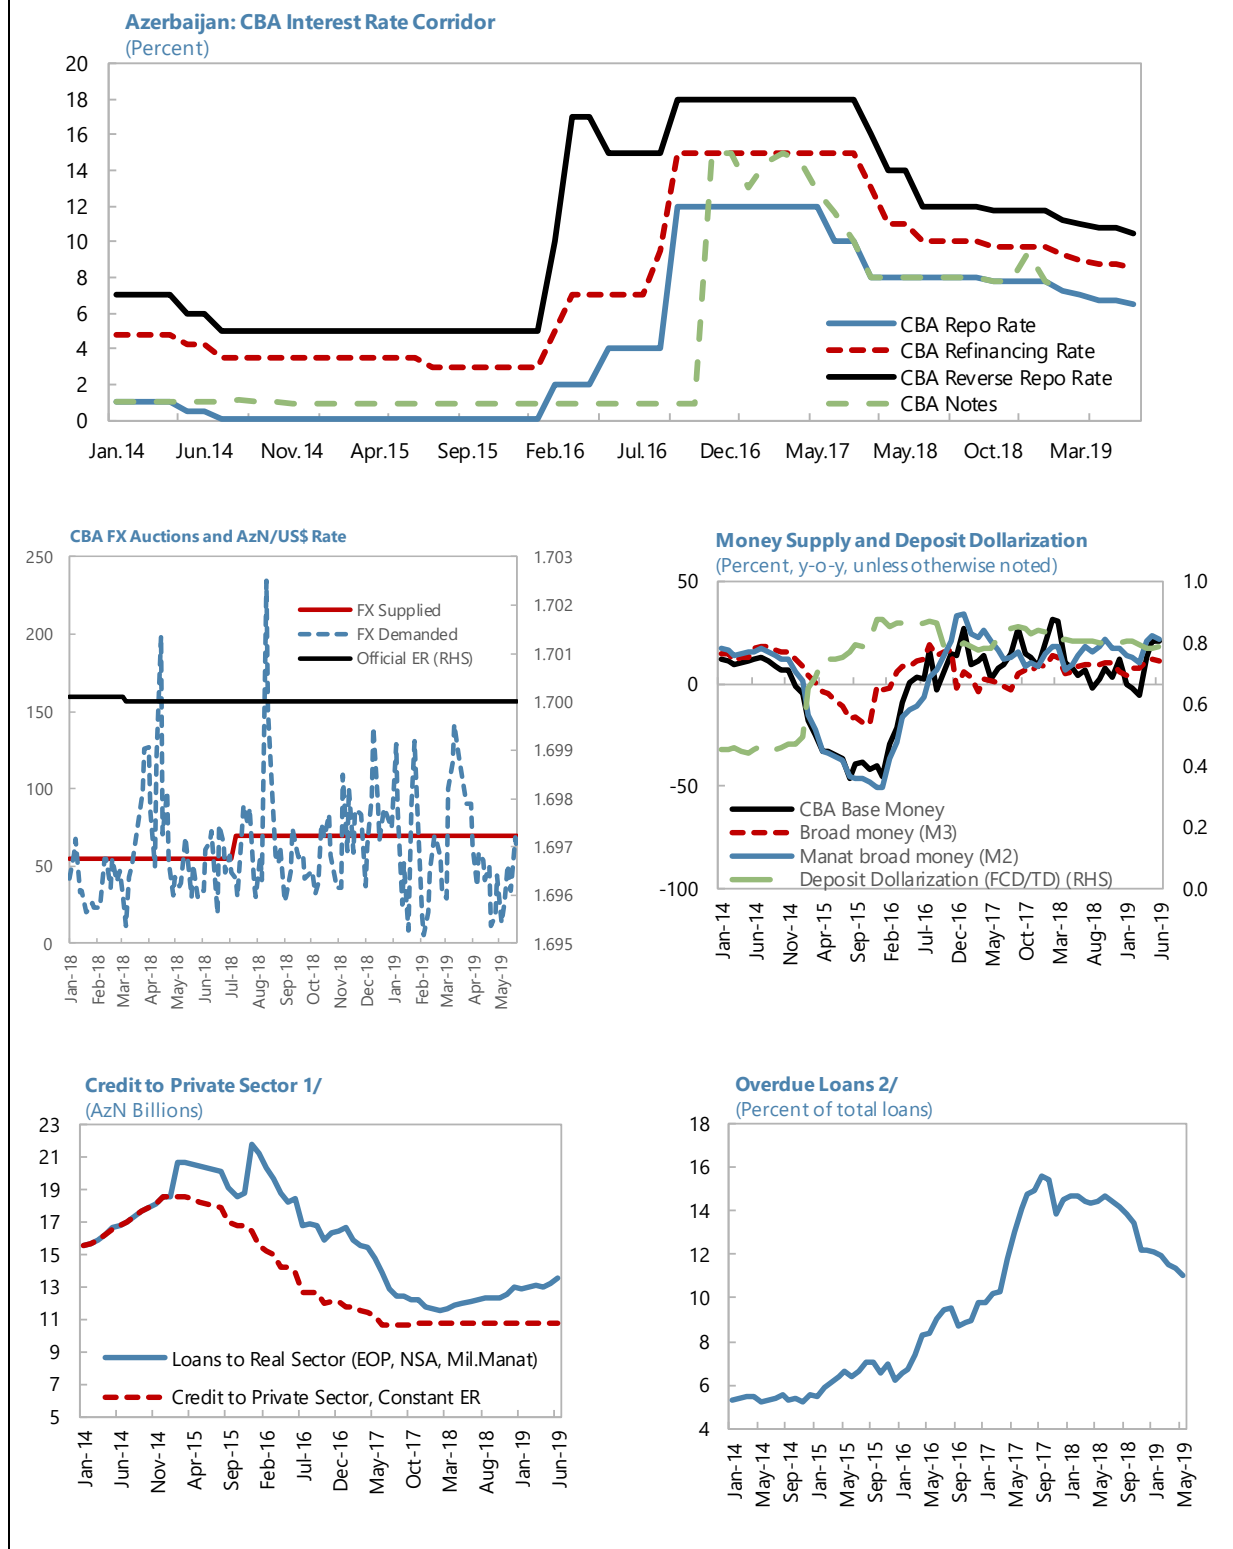 Azerbaijan: CBA Interest Rate Corridor
(Percent)
20
18
16
14
12
10
8
6
4
2
0
CBA Repo Rate
CBA Refinancing Rate
CBA Reverse Repo Rate
CBA Notes
Jan.14 Jun.14 Nov.14 Apr.15 Sep.15 Feb.16 Jul.16 Dec.16 May.17 May.18 Oct.18 Mar.19
CBA FX Auctions and AzN/US$ Rate
250
200
150
100
50
0
1.703
1.702
1.701
1.700
1.699
1.698
1.697
1.696
1.695
FX Supplied
FX Demanded
Official ER (RHS)
Jan-18 Feb-18 Mar-18 Apr-18 May-18 Jun-18 Jul-18 Aug-18 Sep-18 Oct-18 Nov-18 Dec-18 Jan-19 Feb-19 Mar-19 Apr-19 May-19
Money Supply and Deposit Dollarization
(Percent, y-o-y, unless otherwise noted)
50
0
-50
-100
1.0
0.8
0.6
0.4
0.2
0.0
CBA Base Money
Broad money (M3)
Manat broad money (M2)
Deposit Dollarization (FCD/TD) (RHS)
Jan-14 Jun-14 Nov-14 Apr-15 Sep-15 Feb-16 Jul-16 Dec-16 May-17 Oct-17 Mar-18 Aug-18 Jan-19 Jun-19
Credit to Private Sector 1/
(AzN Billions)
23
21
19
17
15
13
11
9
7
5
Loans to Real Sector (EOP, NSA, Mil.Manat)
Credit to Private Sector, Constant ER
Jan-14 Jun-14 Nov-14 Apr-15 Sep-15 Feb-16 Jul-16 Dec-16 May-17 Oct-17 Mar-18 Aug-18 Jan-19 Jun-19
Overdue Loans 2/
(Percent of total loans)
18
16
14
12
10
8
6
4
Jan-14 May-14 Sep-14 Jan-15 May-15 Sep-15 Jan-16 May-16 Sep-16 Jan-17 May-17 Sep-17 Jan-18 May-18 Sep-18 Jan-19 May-19